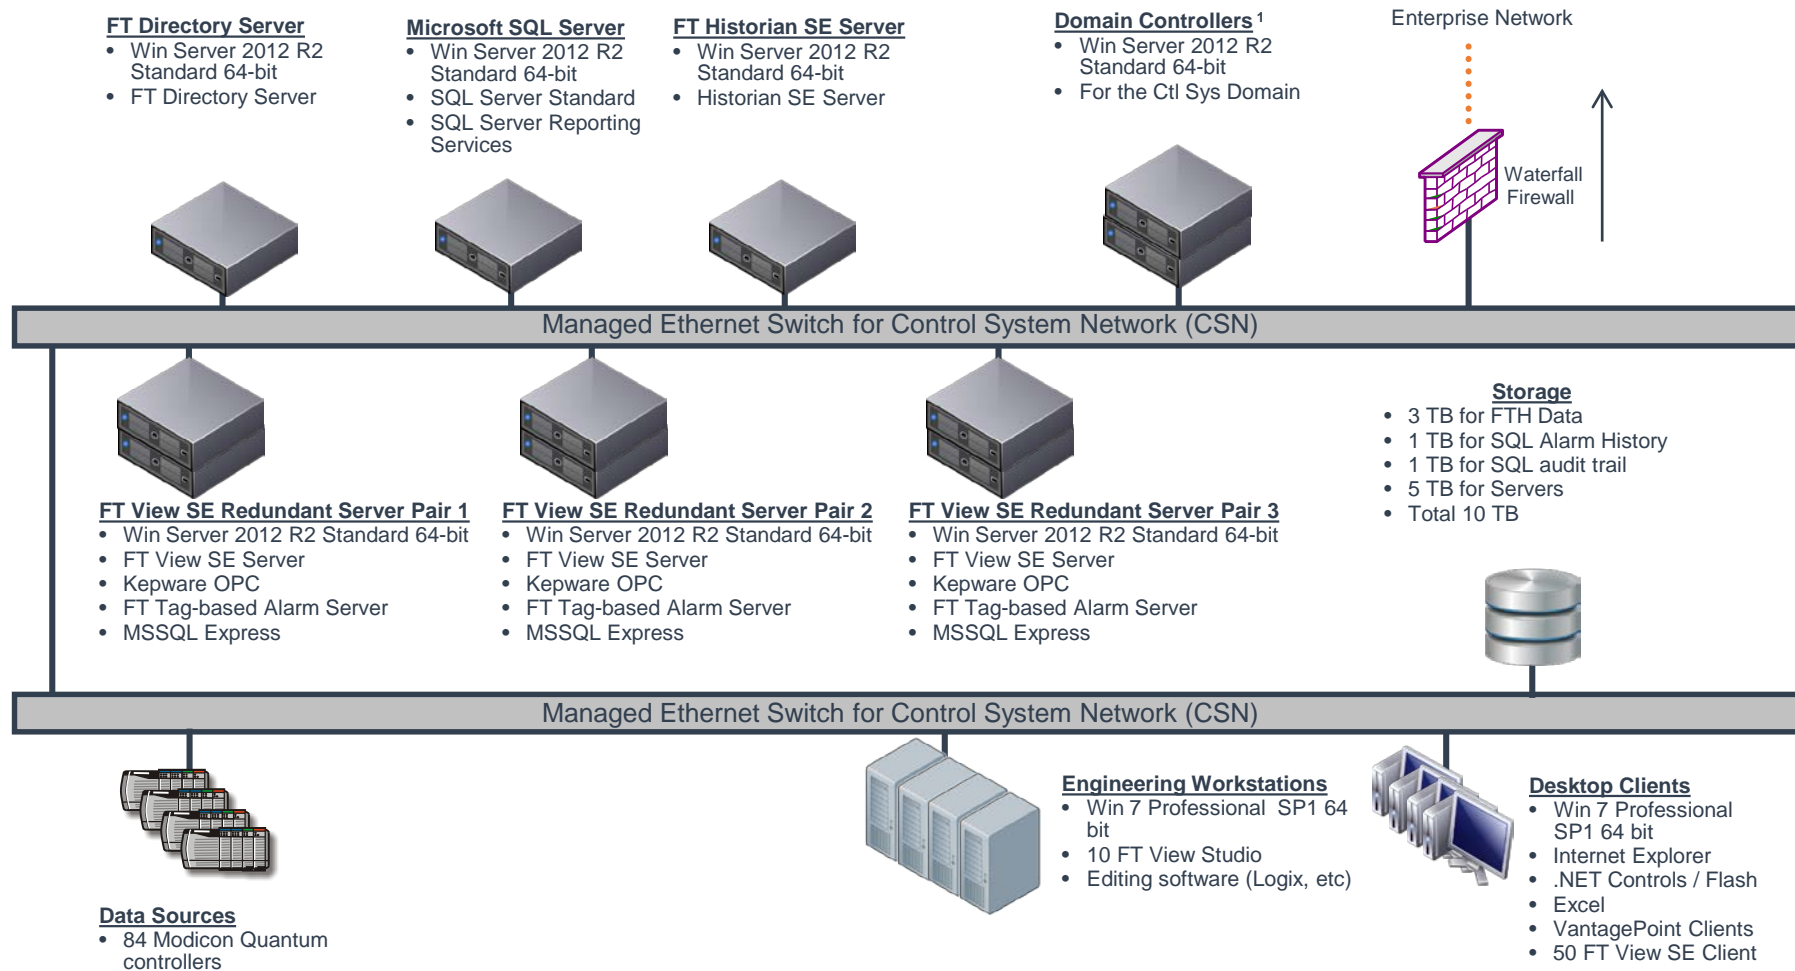 FT Directory Server
• Win Server 2012 R2
Standard 64-bit
• FT Directory Server
Microsoft SQL Server
• Win Server 2012 R2
Standard 64-bit
• SQL Server Standard
• SQL Server Reporting
Services
FT Historian SE Server
• Win Server 2012 R2
Standard 64-bit
• Historian SE Server
Domain Controllers ¹
• Win Server 2012 R2
Standard 64-bit
• For the Ctl Sys Domain
Enterprise Network
Waterfall
Firewall
Managed Ethernet Switch for Control System Network (CSN)
FT View SE Redundant Server Pair 1
• Win Server 2012 R2 Standard 64-bit
• FT View SE Server
• Kepware OPC
• FT Tag-based Alarm Server
• MSSQL Express
FT View SE Redundant Server Pair 2
• Win Server 2012 R2 Standard 64-bit
• FT View SE Server
• Kepware OPC
• FT Tag-based Alarm Server
• MSSQL Express
FT View SE Redundant Server Pair 3
• Win Server 2012 R2 Standard 64-bit
• FT View SE Server
• Kepware OPC
• FT Tag-based Alarm Server
• MSSQL Express
Storage
• 3 TB for FTH Data
• 1 TB for SQL Alarm History
• 1 TB for SQL audit trail
• 5 TB for Servers
• Total 10 TB
Managed Ethernet Switch for Control System Network (CSN)
Data Sources
• 84 Modicon Quantum
controllers
Engineering Workstations
• Win 7 Professional SP1 64
bit
• 10 FT View Studio
• Editing software (Logix, etc)
Desktop Clients
• Win 7 Professional
SP1 64 bit
• Internet Explorer
• .NET Controls / Flash
• Excel
• VantagePoint Clients
• 50 FT View SE Client